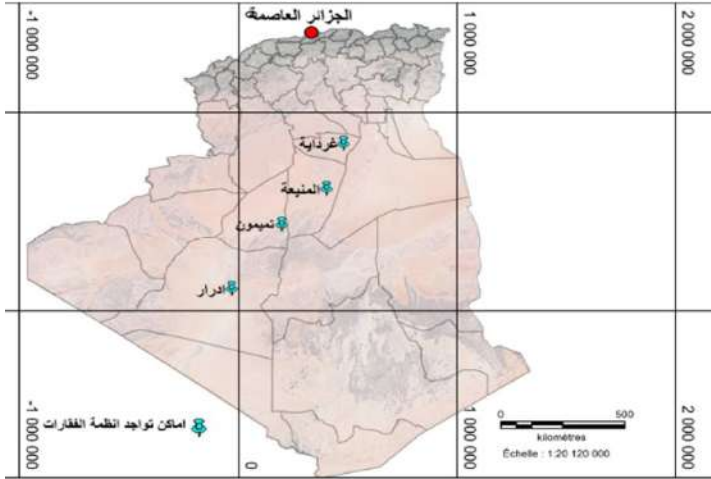 الجزائر العاصمة
-1 000 000
1 000 000
2 000 000
غرداية
المنيعة
تميمون
ادرار
اماكن تواجد انظمة الفقارات
-1 000 000
0
1 000 000
2 000 000
0 500
kilomètres
Échelle : 1:20 120 000